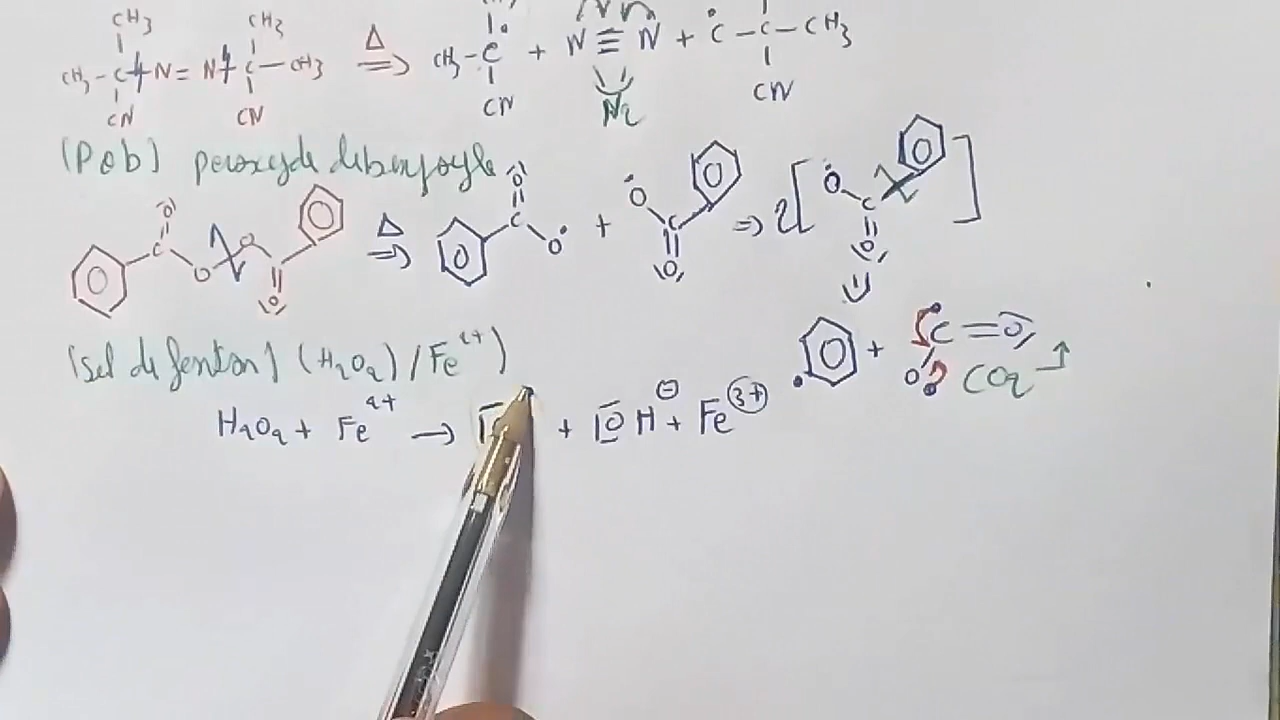 CH3 CH3
CH3-C-N=N-C-CH3 Δ ⇒ CH3-C• + N≡N + •C-C-CH3
CN CN CN N2 CN
(Pob) peroxyde dibenzoyle
C O O C O Δ ⇒ C O O• + •O C O ⇒ 2[•O C O]
(sel de fenton) (H2O2)/Fe2+) • + C=O O CO2 ↑
H2O2 + Fe2+ → + |OH⊖ + Fe3+